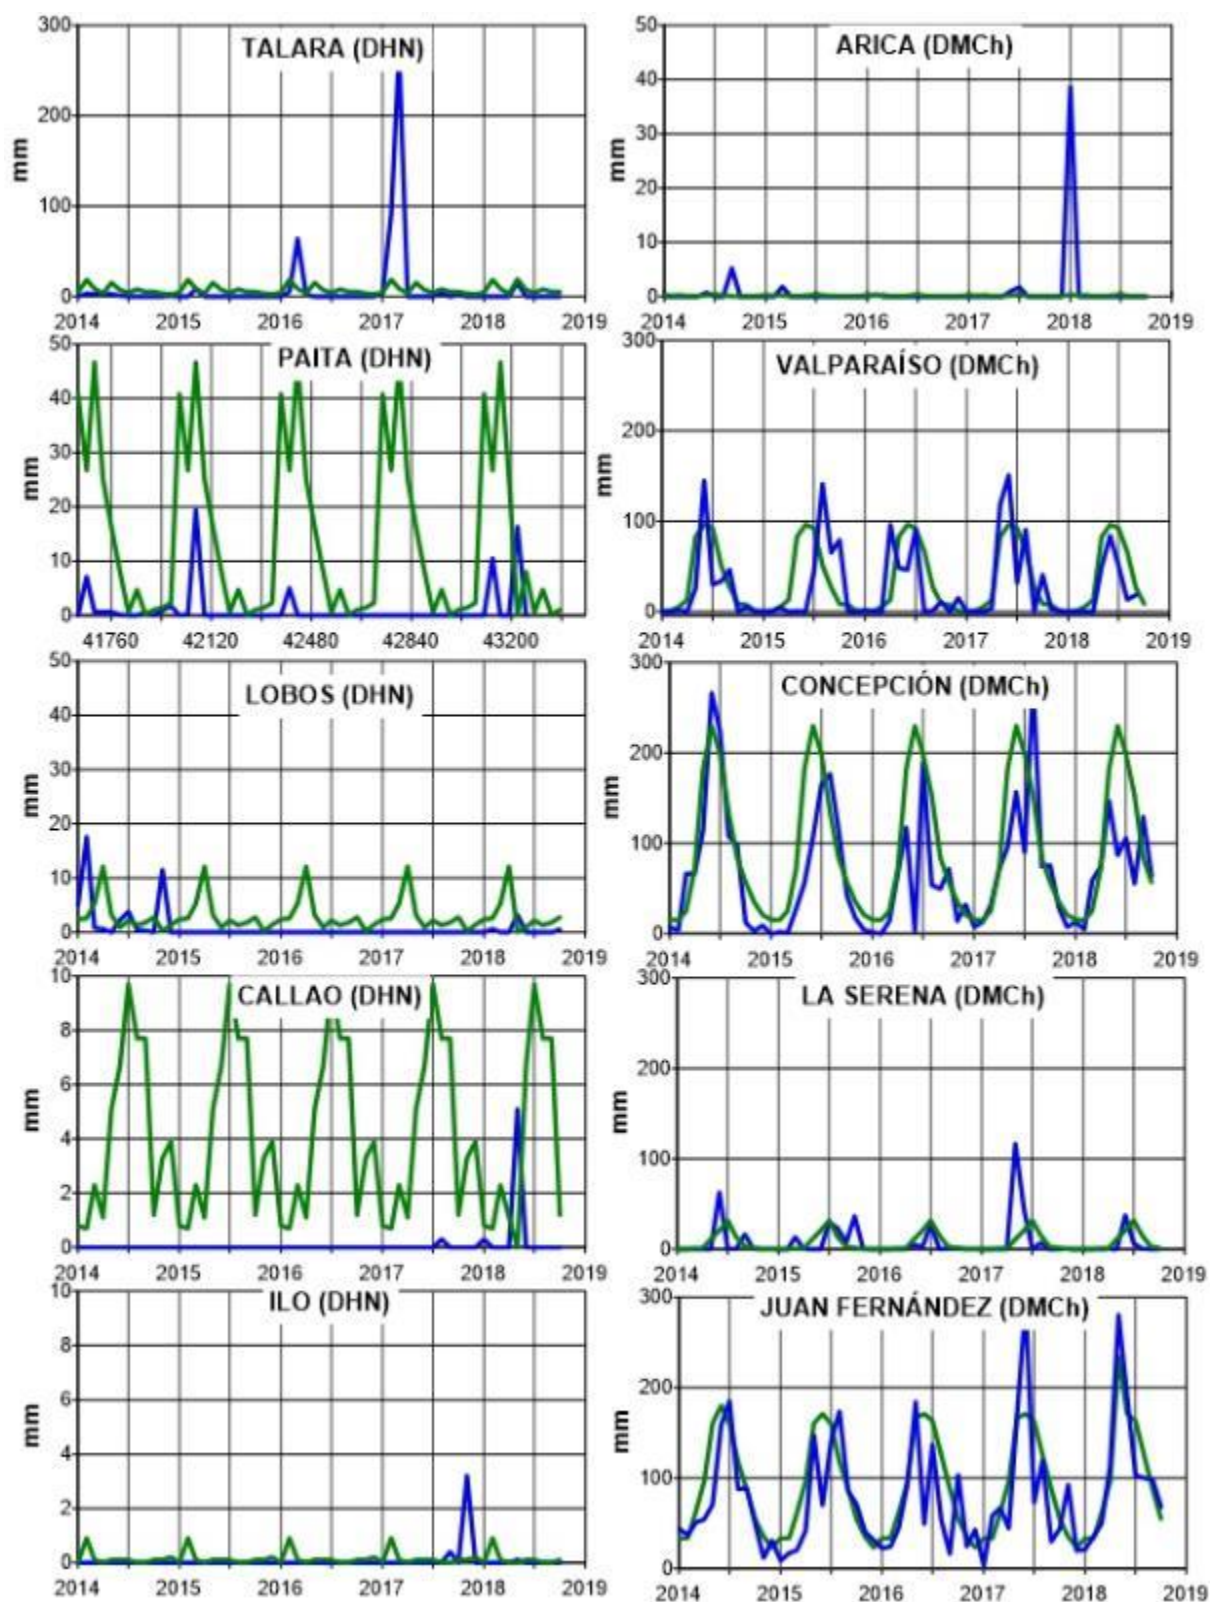 TALARA (DHN)
mm
300
200
100
0
2014 2015 2016 2017 2018 2019
PAITA (DHN)
mm
50
40
30
20
10
0
41760 42120 42480 42840 43200
LOBOS (DHN)
mm
50
40
30
20
10
0
2014 2015 2016 2017 2018 2019
CALLAO (DHN)
mm
10
8
6
4
2
0
2014 2015 2016 2017 2018 2019
ILO (DHN)
mm
10
8
6
4
2
0
2014 2015 2016 2017 2018 2019
ARICA (DMCh)
mm
50
40
30
20
10
0
2014 2015 2016 2017 2018 2019
VALPARAÍSO (DMCh)
mm
300
200
100
0
2014 2015 2016 2017 2018 2019
CONCEPCIÓN (DMCh)
mm
300
200
100
0
2014 2015 2016 2017 2018 2019
LA SERENA (DMCh)
mm
300
200
100
0
2014 2015 2016 2017 2018 2019
JUAN FERNÁNDEZ (DMCh)
mm
300
200
100
0
2014 2015 2016 2017 2018 2019